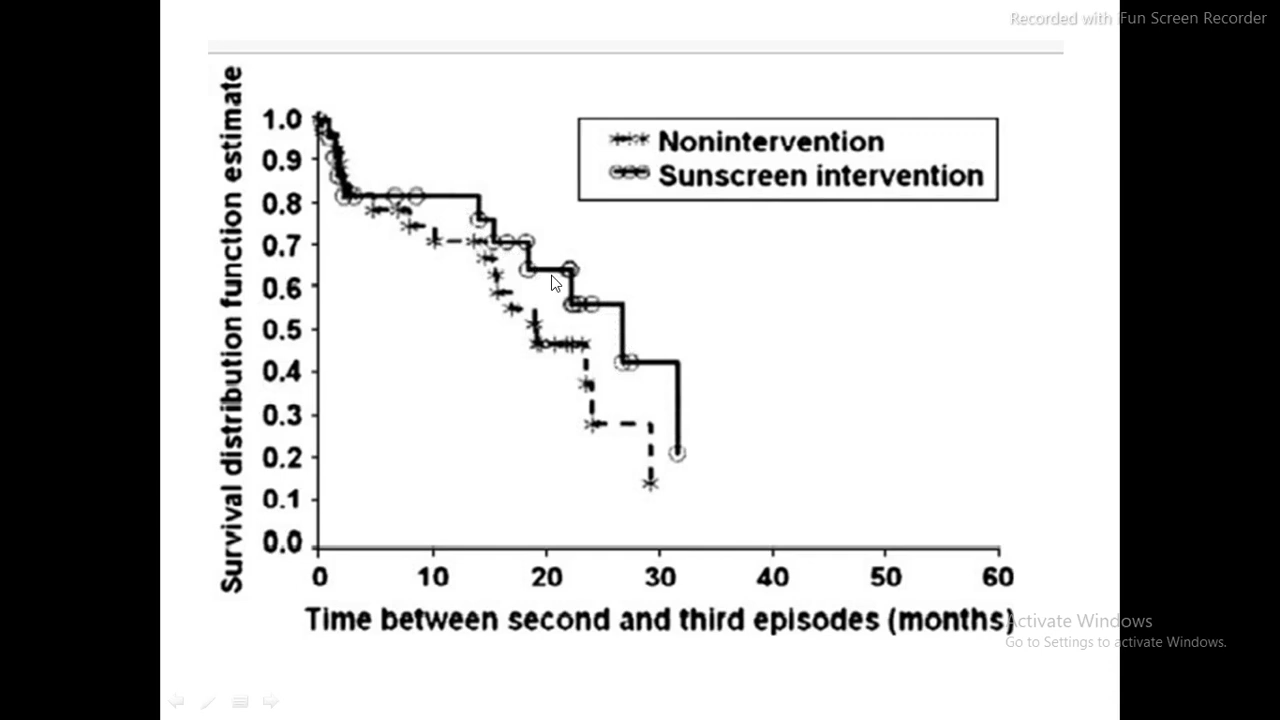 Recorded with iFun Screen Recorder
Survival distribution function estimate
1.0
0.9
0.8
0.7
0.6
0.5
0.4
0.3
0.2
0.1
0.0
Nonintervention
Sunscreen intervention
0 10 20 30 40 50 60
Time between second and third episodes (months)
Activate Windows
Go to Settings to activate Windows.